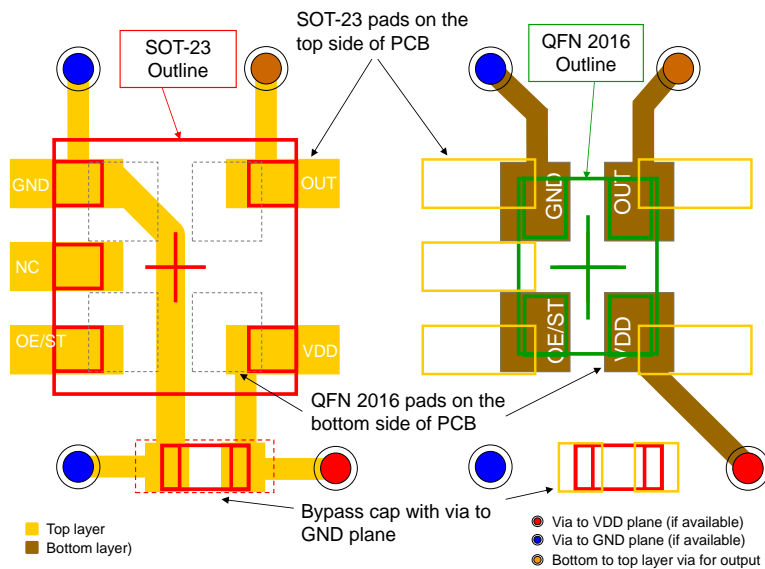 SOT-23 pads on the
top side of PCB
SOT-23
Outline
QFN 2016
Outline
GND
OUT
NC
OE/ST
VDD
GND
OUT
OE/ST
VDD
QFN 2016 pads on the
bottom side of PCB
Bypass cap with via to
GND plane
Top layer
Bottom layer)
Via to VDD plane (if available)
Via to GND plane (if available)
Bottom to top layer via for output